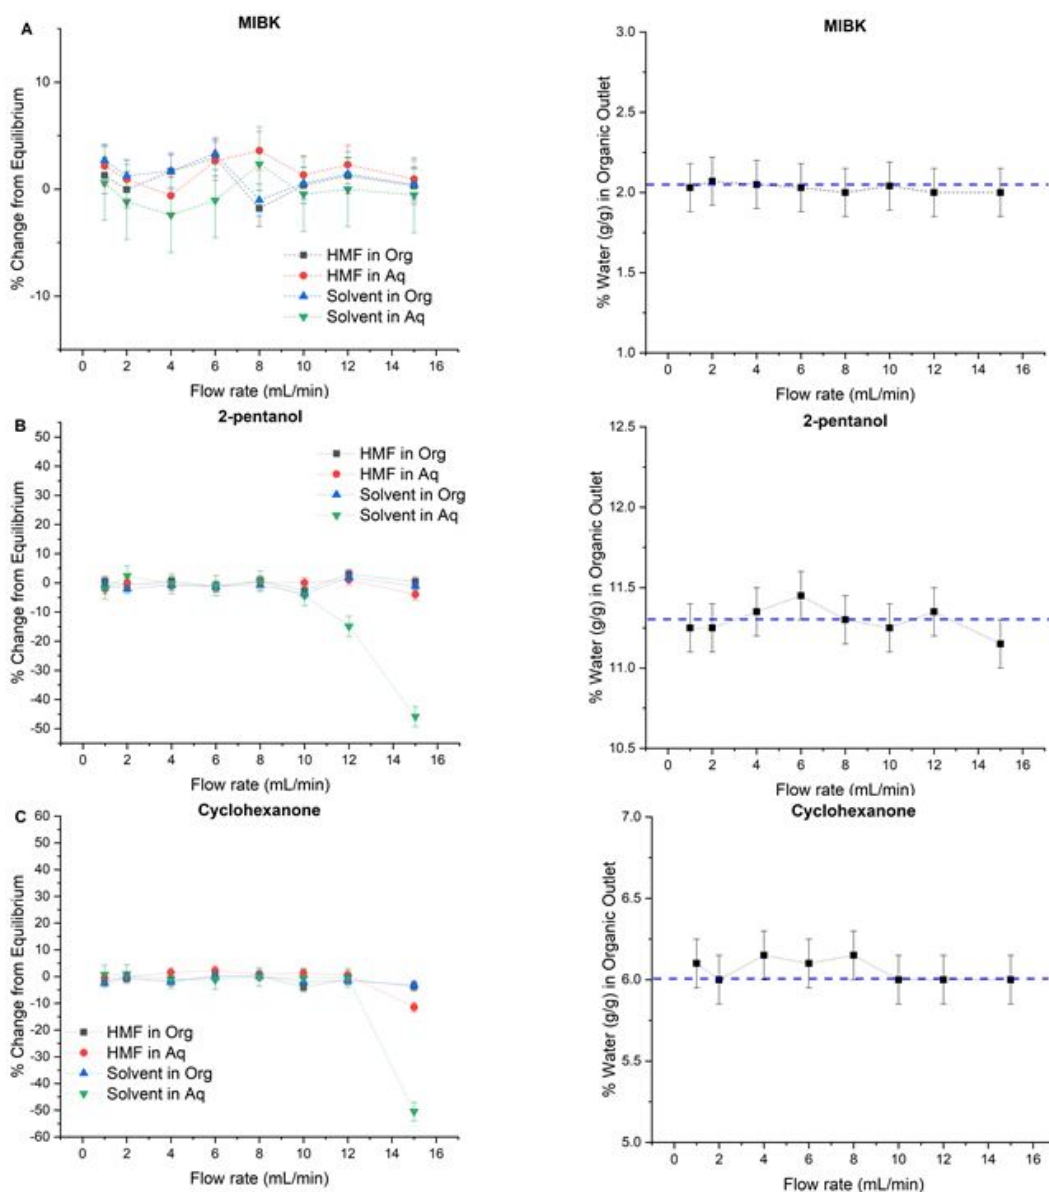 A
MIBK
% Change from Equilibrium
10
0
-10
HMF in Org
HMF in Aq
Solvent in Org
Solvent in Aq
0 2 4 6 8 10 12 14 16
Flow rate (mL/min)
MIBK
% Water (g/g) in Organic Outlet
3.0
2.5
2.0
1.5
1.0
0 2 4 6 8 10 12 14 16
Flow rate (mL/min)
B
2-pentanol
% Change from Equilibrium
50
40
30
20
10
0
-10
-20
-30
-40
-50
HMF in Org
HMF in Aq
Solvent in Org
Solvent in Aq
0 2 4 6 8 10 12 14 16
Flow rate (mL/min)
2-pentanol
% Water (g/g) in Organic Outlet
12.5
12.0
11.5
11.0
10.5
0 2 4 6 8 10 12 14 16
Flow rate (mL/min)
C
Cyclohexanone
% Change from Equilibrium
60
50
40
30
20
10
0
-10
-20
-30
-40
-50
-60
HMF in Org
HMF in Aq
Solvent in Org
Solvent in Aq
0 2 4 6 8 10 12 14 16
Flow rate (mL/min)
Cyclohexanone
% Water (g/g) in Organic Outlet
7.0
6.5
6.0
5.5
5.0
0 2 4 6 8 10 12 14 16
Flow rate (mL/min)